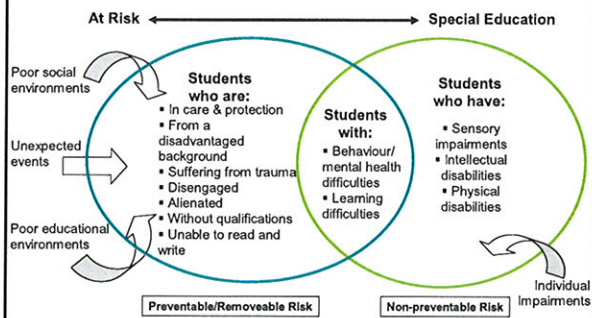 At Risk
Special Education
Poor social
environments
Unexpected
events
Poor educational
environments
Students
who are:
▪ In care & protection
▪ From a
disadvantaged
background
▪ Suffering from trauma
▪ Disengaged
▪ Alienated
▪ Without qualifications
▪ Unable to read and
write
Students
with:
▪ Behaviour/
mental health
difficulties
▪ Learning
difficulties
Students
who have:
▪ Sensory
impairments
▪ Intellectual
disabilities
▪ Physical
disabilities
Individual
Impairments
Preventable/Removeable Risk
Non-preventable Risk